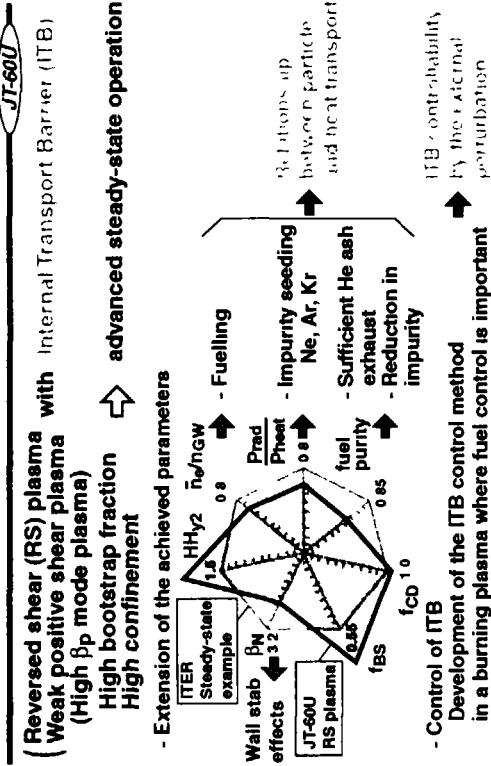 JT-60U
Reversed shear (RS) plasma
Weak positive shear plasma
(High βp mode plasma)
with Internal Transport Barrier (ITB)
High bootstrap fraction
High confinement
advanced steady-state operation
- Extension of the achieved parameters
ITER
Steady-state
example
HHy2
1.5
n̄e/nGW
0 8
Prad
Pheat
0 8
fuel
purity
0.85
fCD
1 0
fBS
0.55
βN
3 2
Wall stab
effects
JT-60U
RS plasma
- Fuelling
- Impurity seeding
Ne, Ar, Kr
- Sufficient He ash
exhaust
- Reduction in
impurity
between particle
and heat transport
- Control of ITB
Development of the ITB control method
in a burning plasma where fuel control is important
ITB controllability
by the external
perturbation